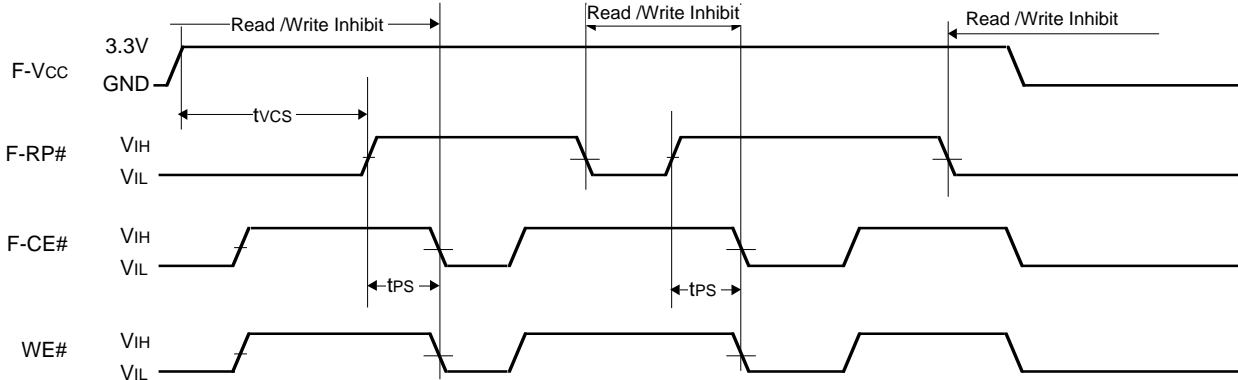 Read /Write Inhibit
Read /Write Inhibit
Read /Write Inhibit
F-VCC
3.3V
GND
tVCS
F-RP#
VIH
VIL
F-CE#
VIH
VIL
tPS
tPS
WE#
VIH
VIL